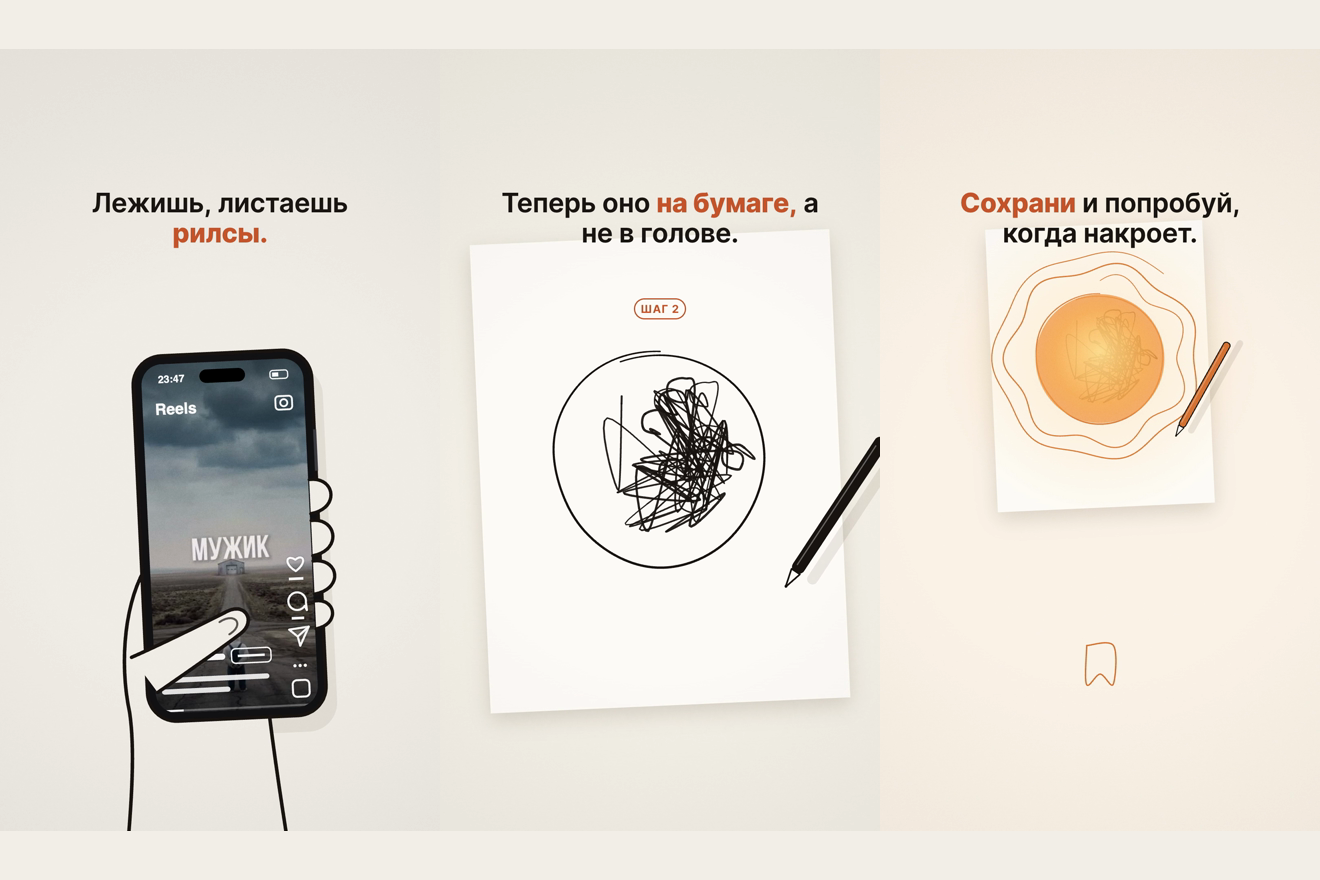 Лежишь, листаешь
рилсы.
23:47
Reels
МУЖИК
Теперь оно на бумаге, а
не в голове.
ШАГ 2
Сохрани и попробуй,
когда накроет.